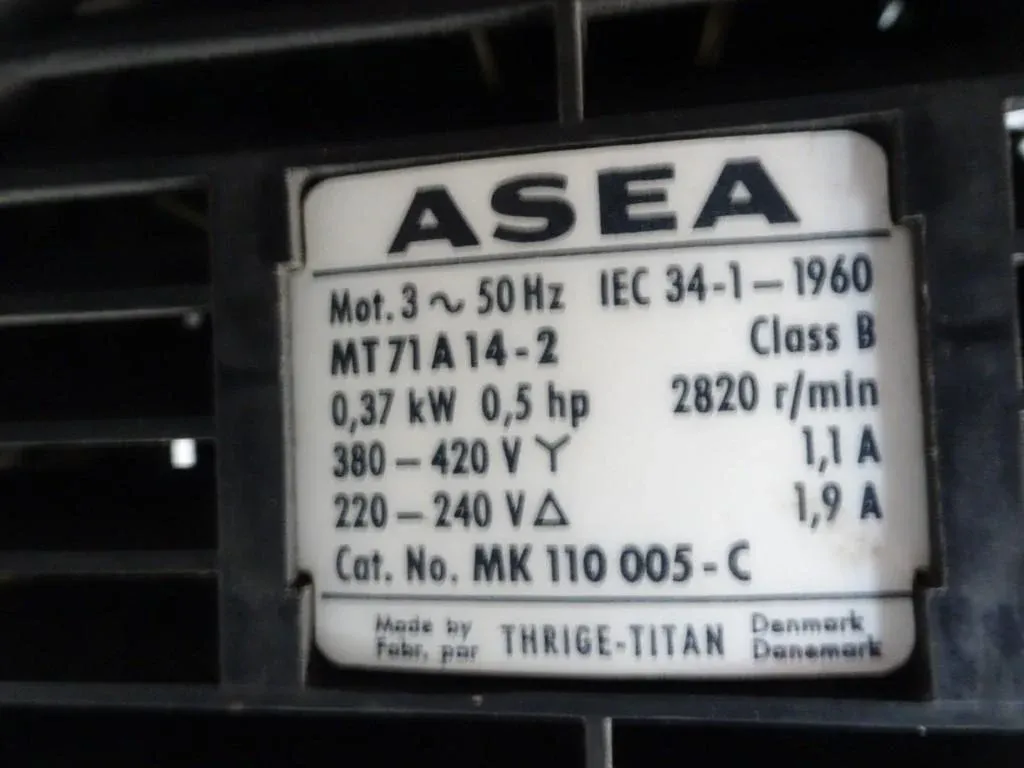 ASEA
Mot. 3 ~ 50 Hz IEC 34-1-1960
MT 71 A 14-2 Class B
0,37 kW 0,5 hp 2820 r/min
380-420 V Y 1,1 A
220-240 V Δ 1,9 A
Cat. No. MK 110 005-C
Made by THRIGE-TITAN Denmark
Fabr. par Danemark